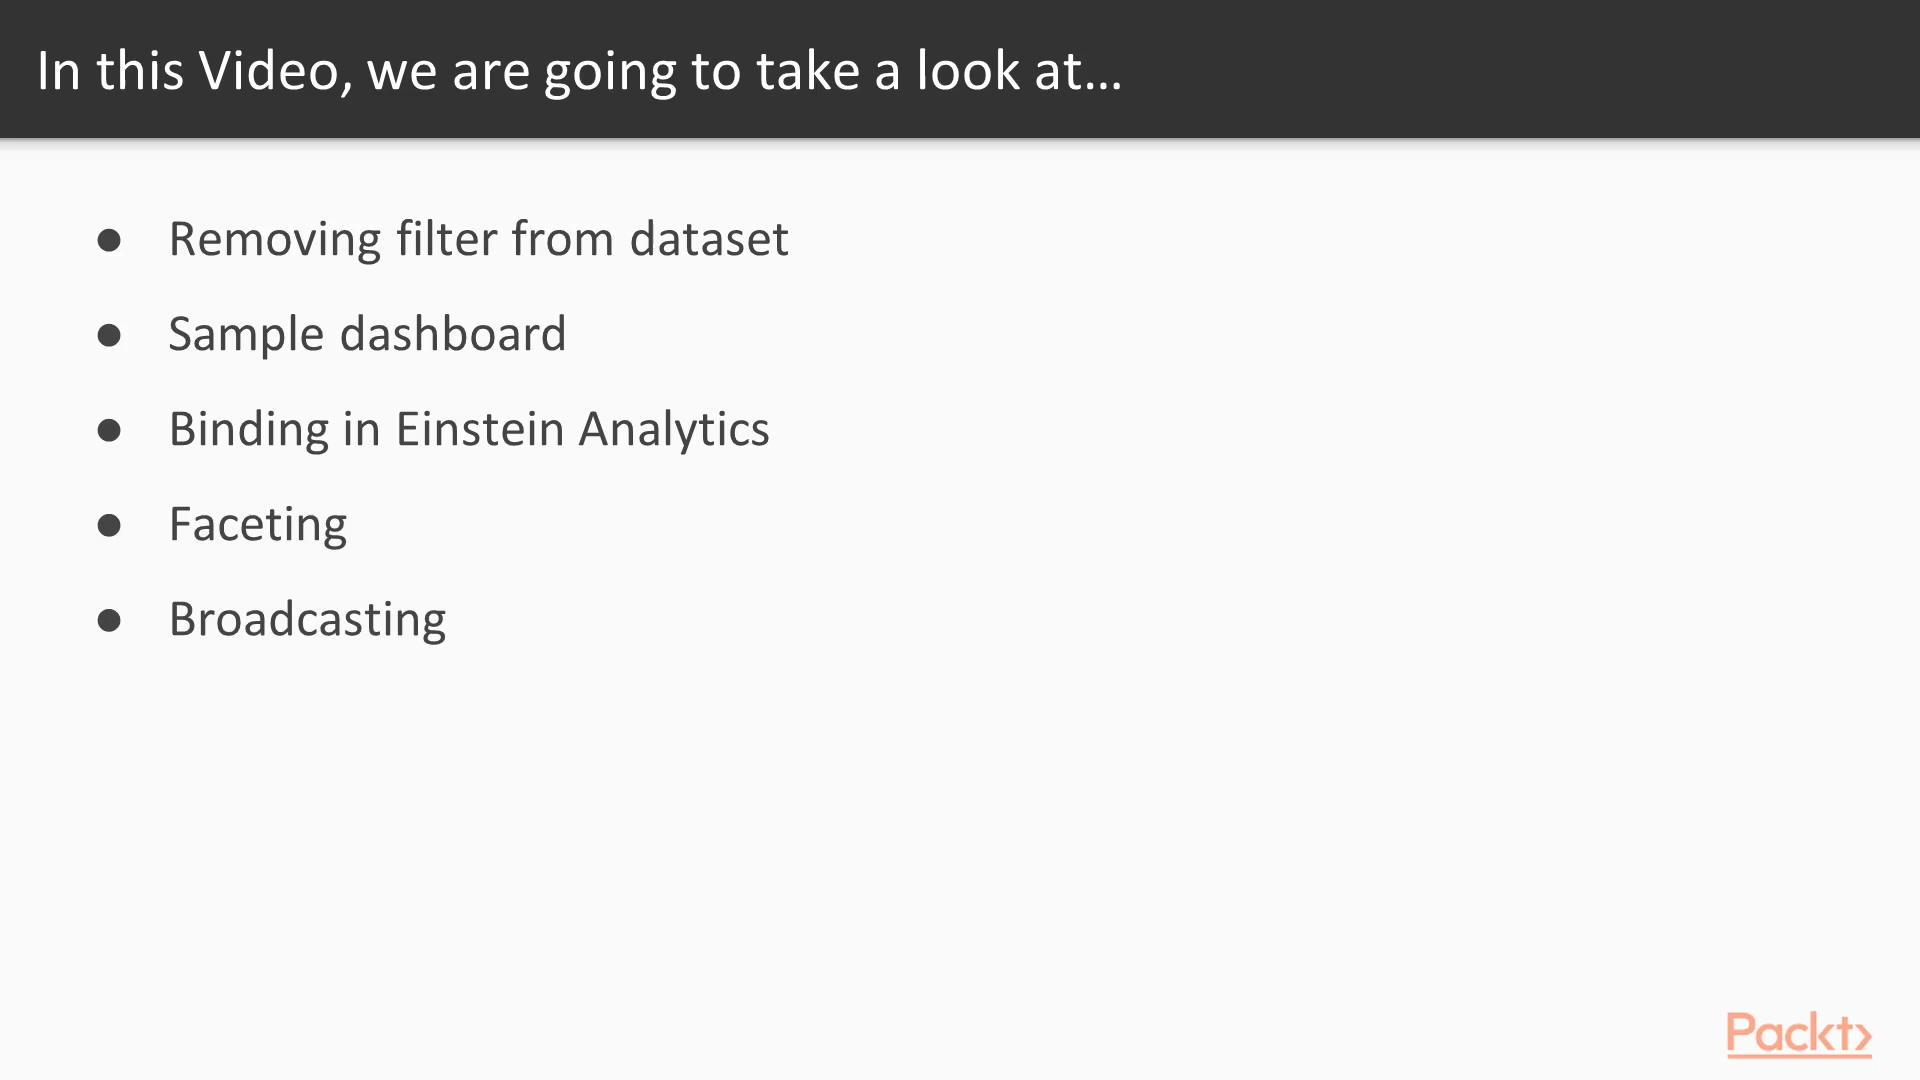 In this Video, we are going to take a look at...
● Removing filter from dataset
● Sample dashboard
● Binding in Einstein Analytics
● Faceting
● Broadcasting
Packt>